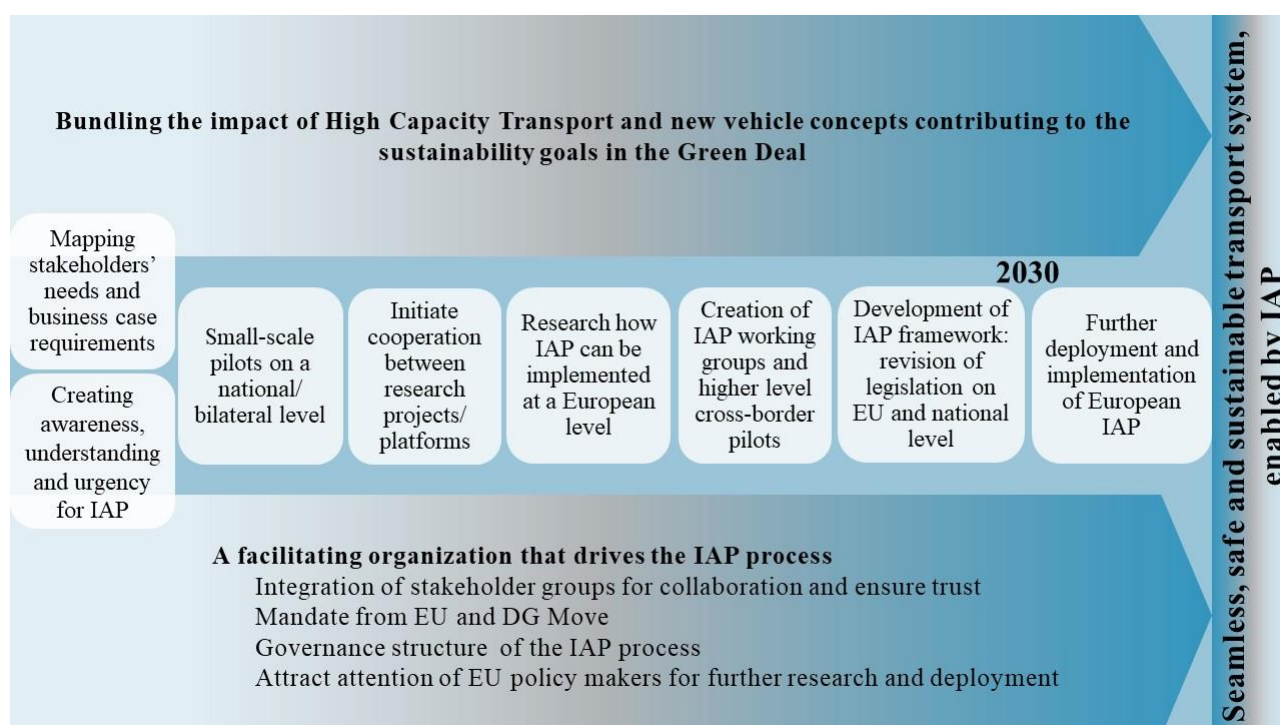 Bundling the impact of High Capacity Transport and new vehicle concepts contributing to the
sustainability goals in the Green Deal
Mapping
stakeholders’
needs and
business case
requirements
Creating
awareness,
understanding
and urgency
for IAP
Small-scale
pilots on a
national/
bilateral level
Initiate
cooperation
between
research
projects/
platforms
Research how
IAP can be
implemented
at a European
level
Creation of
IAP working
groups and
higher level
cross-border
pilots
2030
Development of
IAP framework:
revision of
legislation on
EU and national
level
Further
deployment and
implementation
of European
IAP
A facilitating organization that drives the IAP process
Integration of stakeholder groups for collaboration and ensure trust
Mandate from EU and DG Move
Governance structure of the IAP process
Attract attention of EU policy makers for further research and deployment
Seamless, safe and sustainable transport system,
enabled by IAP